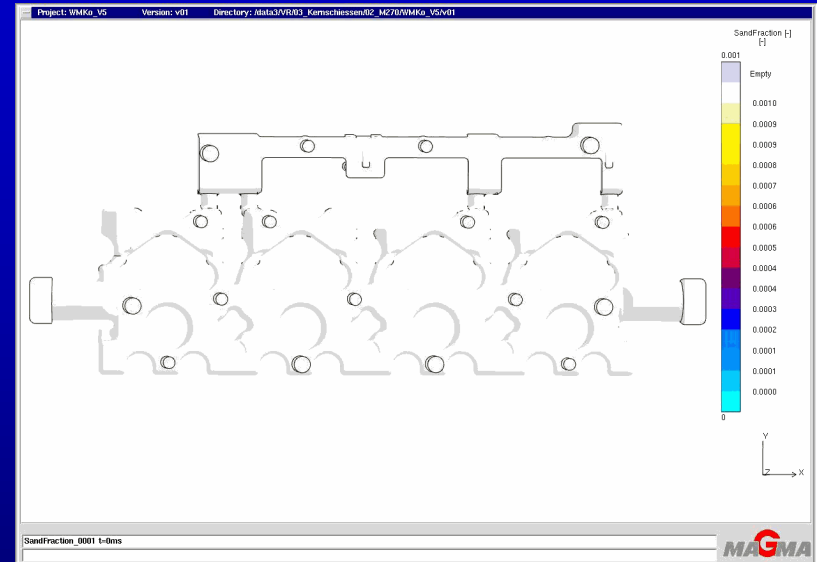 Project: WMKo_V5 Version: v01 Directory: /data3/VR/03_Kernschiessen/02_M270/WMKo_V5/v01
SandFraction [-]
[-]
0.001
Empty
0.0010
0.0009
0.0009
0.0008
0.0007
0.0006
0.0006
0.0005
0.0004
0.0004
0.0003
0.0002
0.0001
0.0001
0.0000
0
Y
Z X
SandFraction_0001 t=0ms
MAGMA